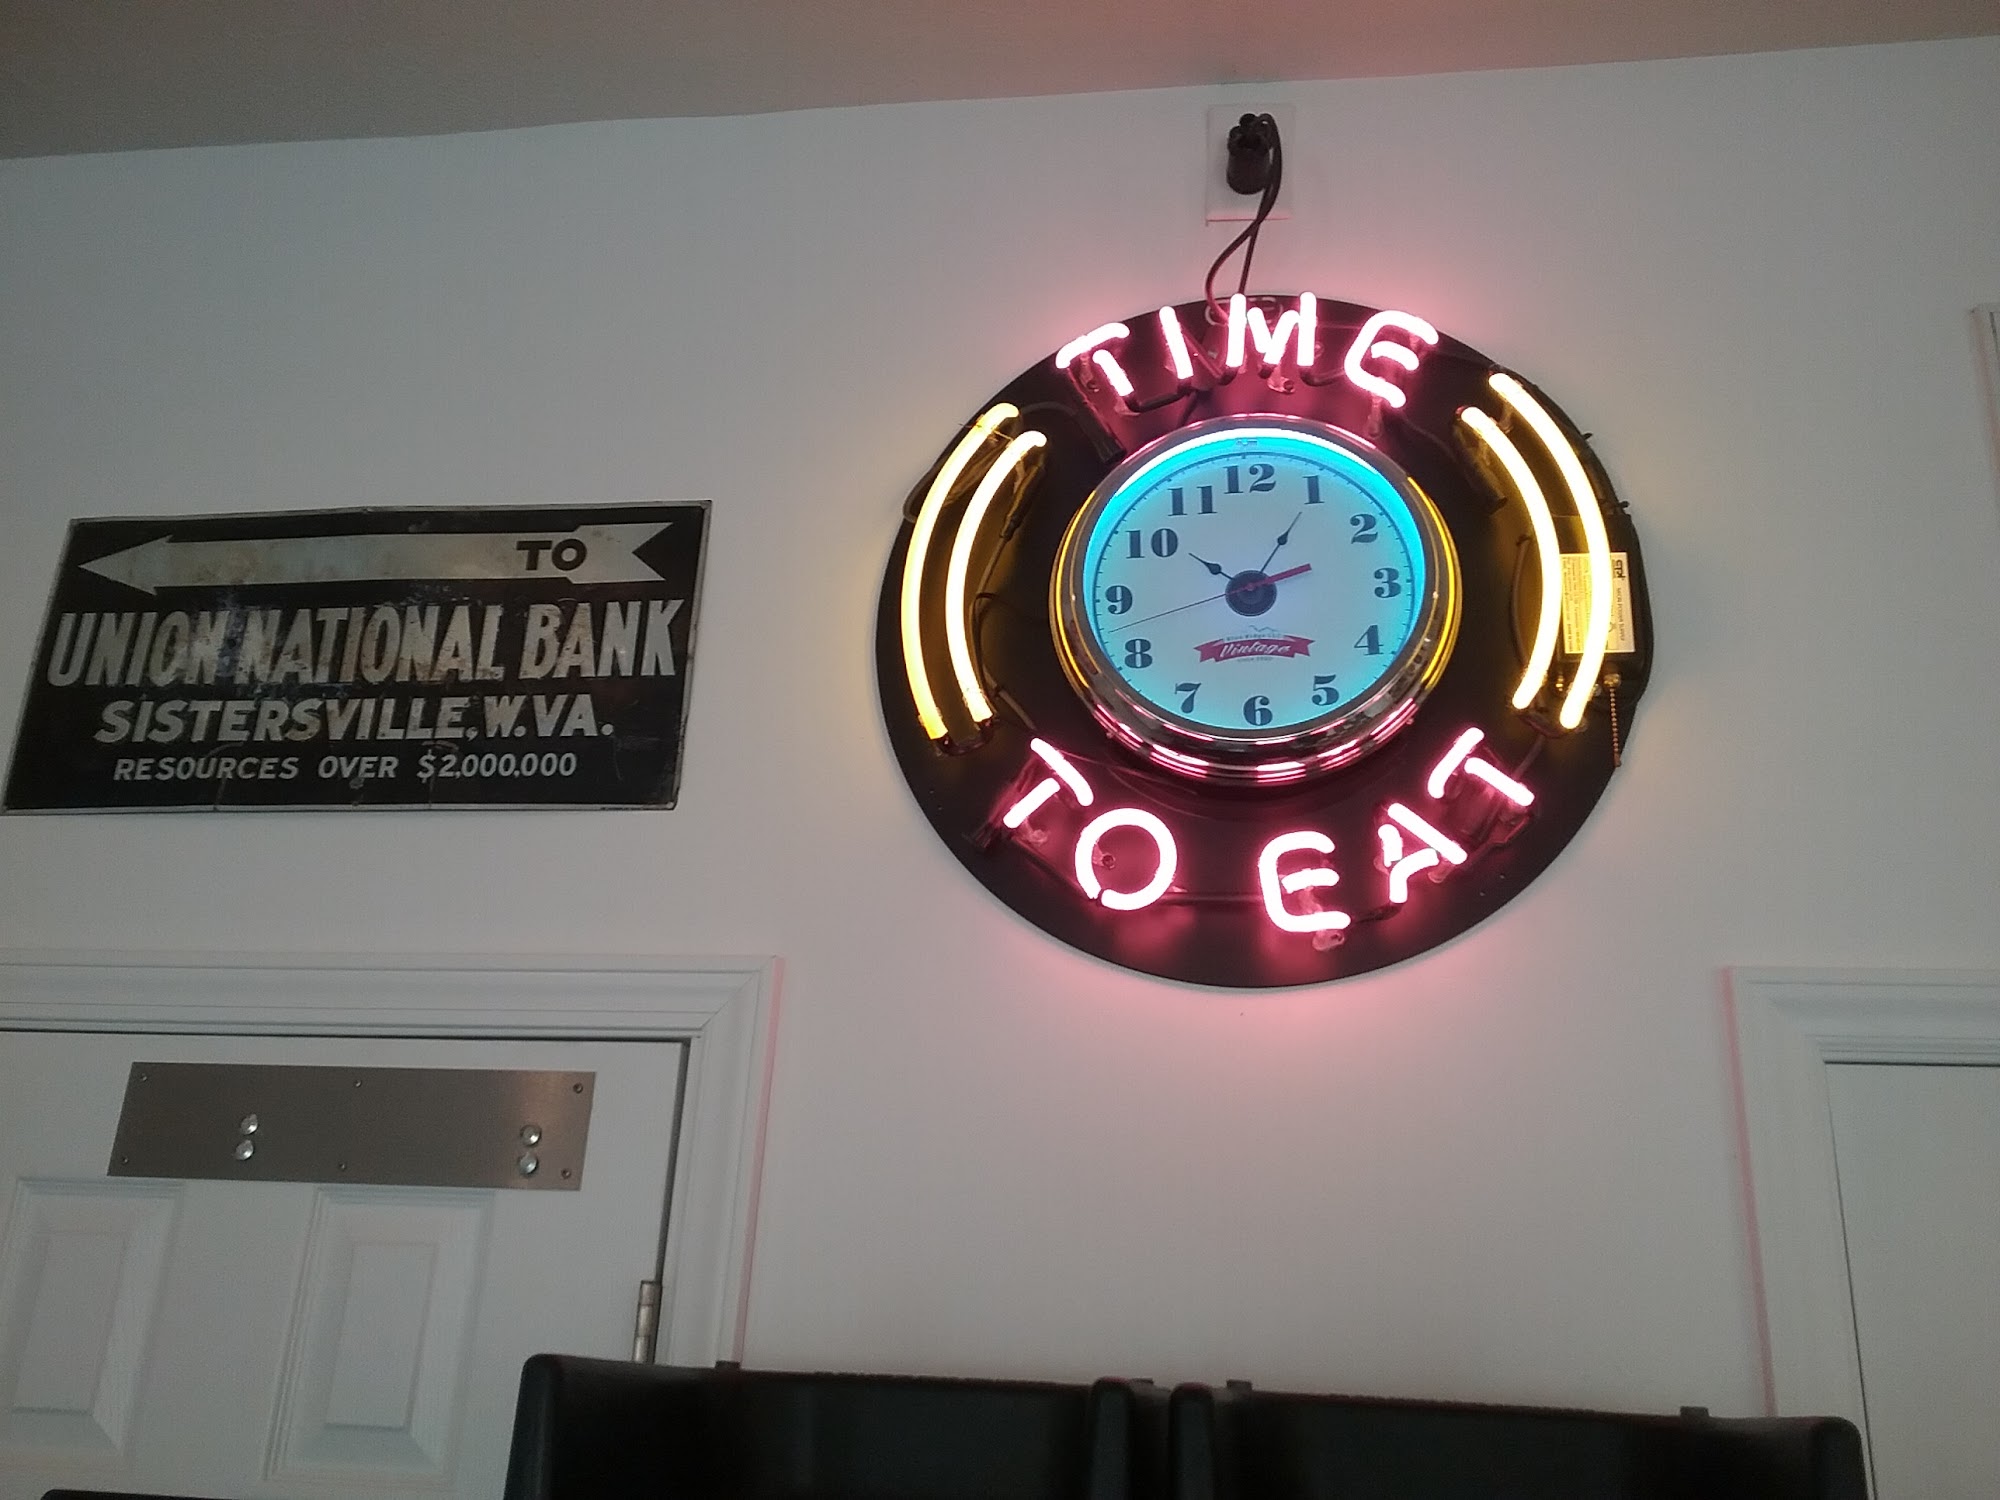 TO
UNION NATIONAL BANK
SISTERSVILLE, W.VA.
RESOURCES OVER $2,000,000
TIME
12
1
2
3
4
5
6
7
8
9
10
11
Vintage
TO EAT